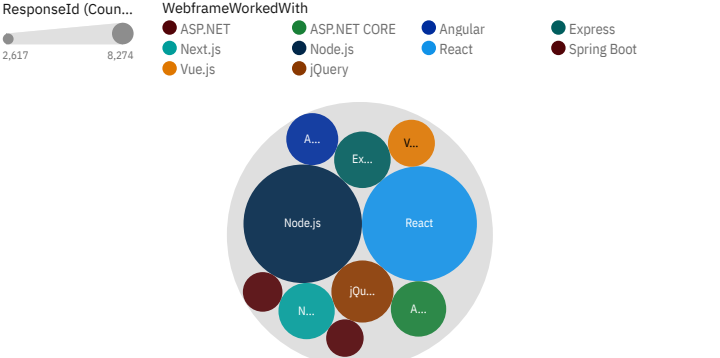 ResponseId (Coun...
2,617 8,274
WebframeWorkedWith
ASP.NET ASP.NET CORE Angular Express
Next.js Node.js React Spring Boot
Vue.js jQuery
A... V...
Ex...
Node.js React
jQu...
N... A...